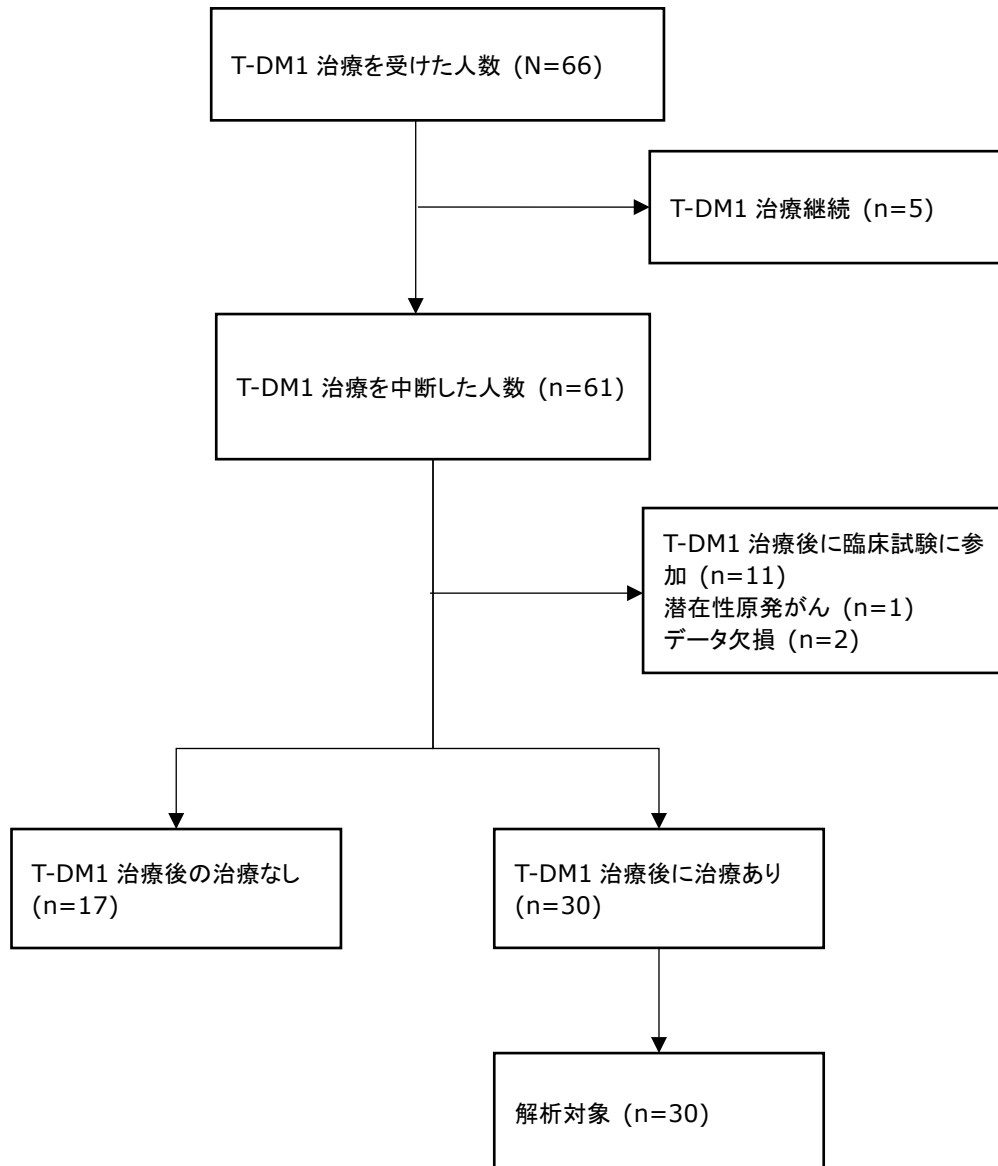 T-DM1 治療を受けた人数 (N=66)
T-DM1 治療継続 (n=5)
T-DM1 治療を中断した人数 (n=61)
T-DM1 治療後に臨床試験に参
加 (n=11)
潜在性原発がん (n=1)
データ欠損 (n=2)
T-DM1 治療後の治療なし
(n=17)
T-DM1 治療後に治療あり
(n=30)
解析対象 (n=30)